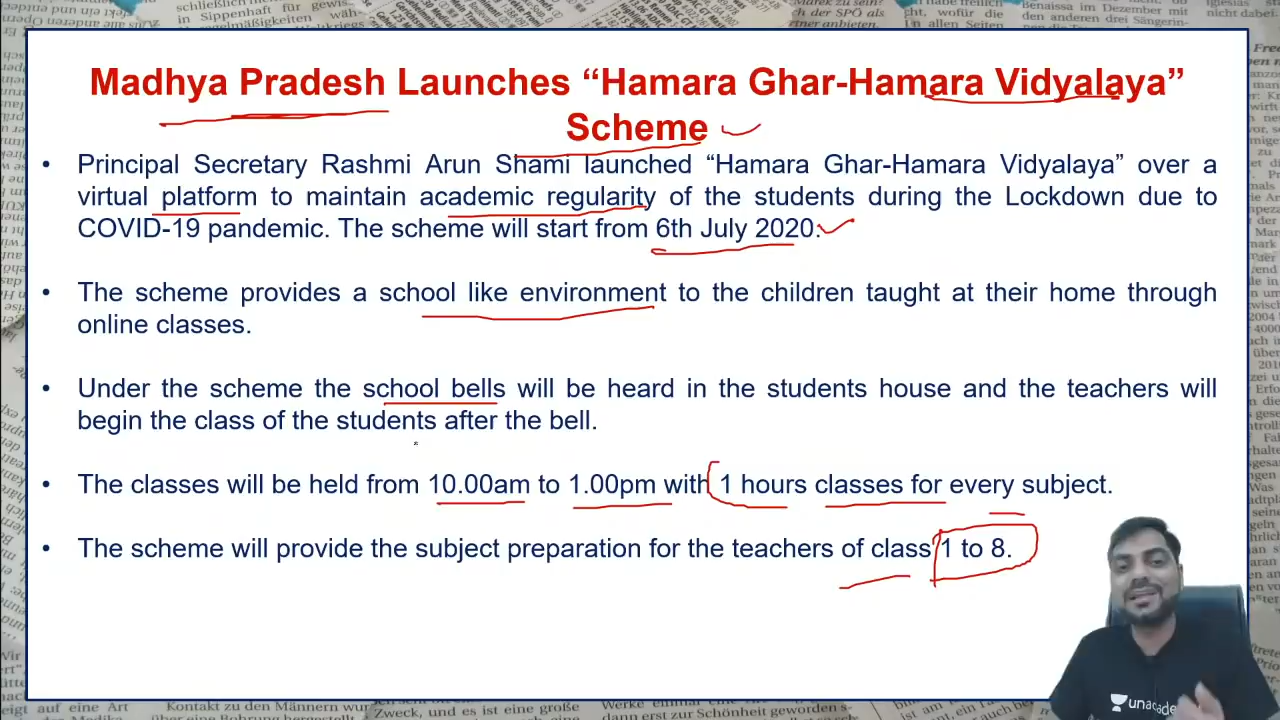 Madhya Pradesh Launches “Hamara Ghar-Hamara Vidyalaya”
Scheme
• Principal Secretary Rashmi Arun Shami launched “Hamara Ghar-Hamara Vidyalaya” over a
virtual platform to maintain academic regularity of the students during the Lockdown due to
COVID-19 pandemic. The scheme will start from 6th July 2020.
• The scheme provides a school like environment to the children taught at their home through
online classes.
• Under the scheme the school bells will be heard in the students house and the teachers will
begin the class of the students after the bell.
• The classes will be held from 10.00am to 1.00pm with 1 hours classes for every subject.
• The scheme will provide the subject preparation for the teachers of class 1 to 8.